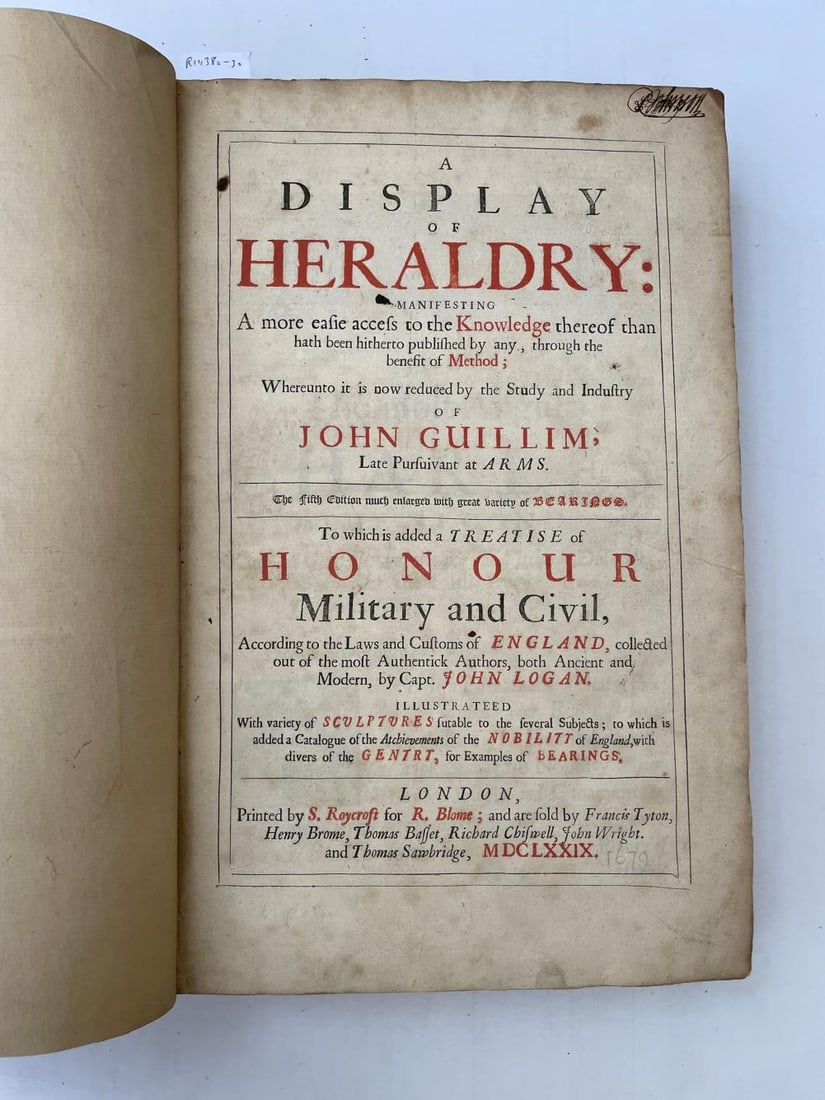 A
DISPLAY
OF
HERALDRY:
MANIFESTING
A more eaſie acceſs to the Knowledge thereof than
hath been hitherto publiſhed by any, through the
benefit of Method;
Whereunto it is now reduced by the Study and Induſtry
OF
JOHN GUILLIM;
Late Purſuivant at ARMS.
The Fifth Edition much enlarged with great variety of BEARINGS.
To which is added a TREATISE of
HONOUR
Military and Civil,
According to the Laws and Cuſtoms of ENGLAND, collected
out of the moſt Authentick Authors, both Ancient and
Modern, by Capt. JOHN LOGAN.
ILLUSTRATEED
With variety of SCULPTURES ſutable to the ſeveral Subjects; to which is
added a Catalogue of the Atchievements of the NOBILITY of England, with
divers of the GENTRY, for Examples of BEARINGS.
LONDON,
Printed by S. Roycroft for R. Blome; and are ſold by Francis Tyton,
Henry Brome, Thomas Baſſet, Richard Chiſwell, John Wright.
and Thomas Sawbridge, MDCLXXIX.
1679